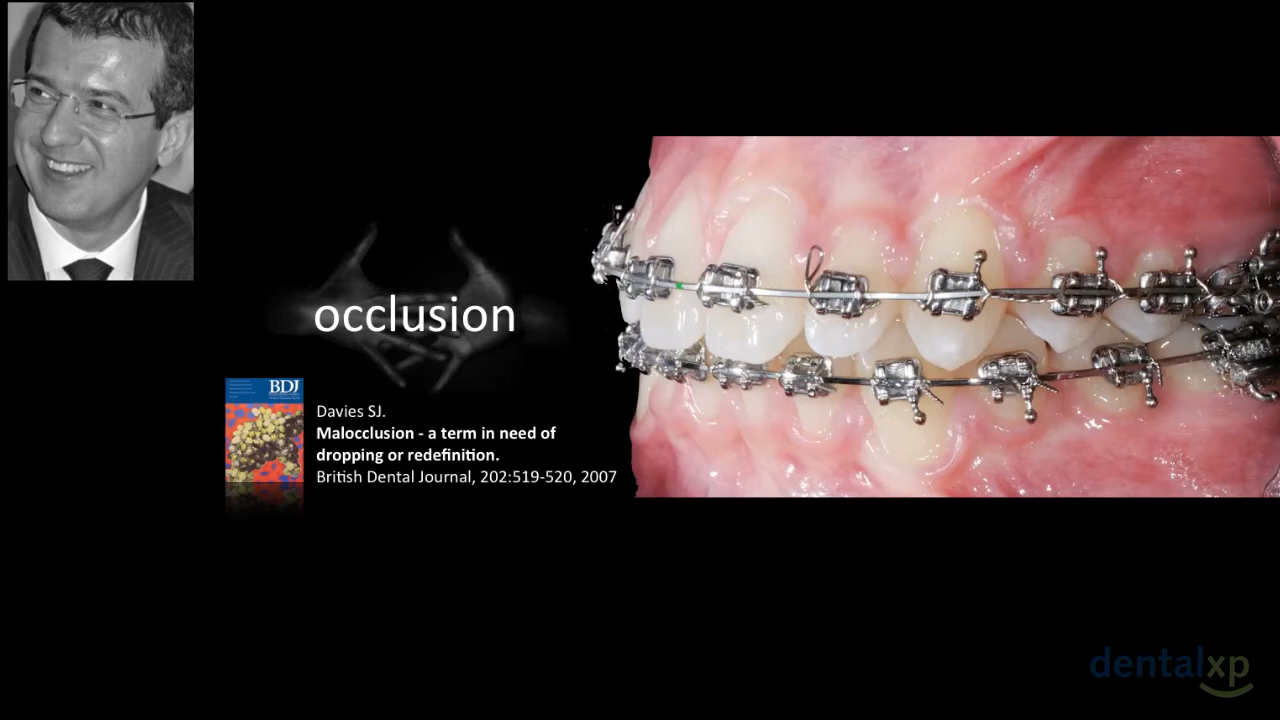 occlusion
BDJ
Davies SJ.
Malocclusion - a term in need of
dropping or redefinition.
British Dental Journal, 202:519-520, 2007
dentalxp